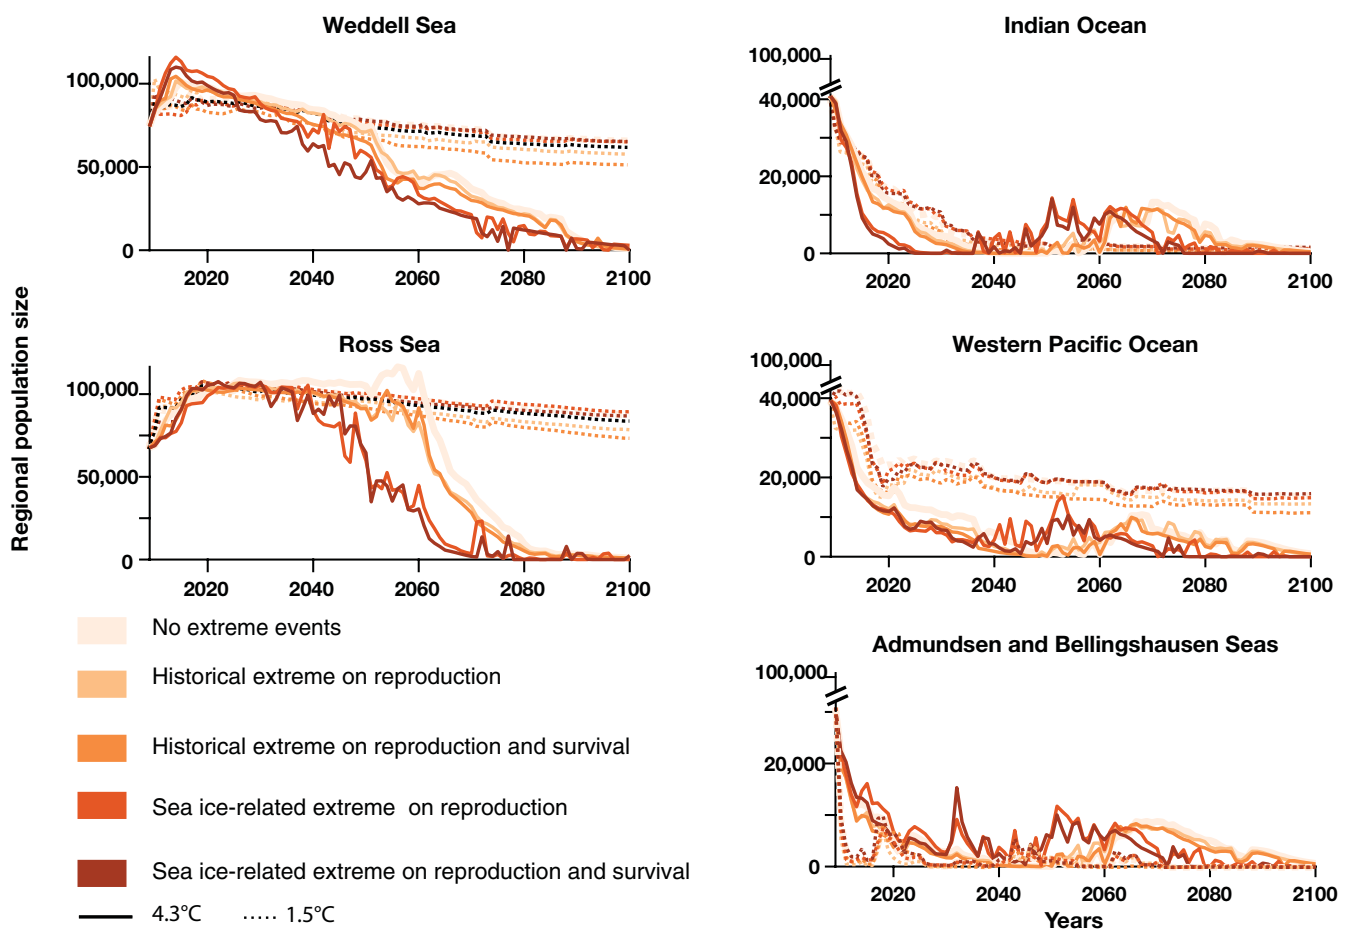 Weddell Sea
100,000
50,000
0
2020 2040 2060 2080 2100
Indian Ocean
100,000
40,000
20,000
0
2020 2040 2060 2080 2100
Regional population size
Ross Sea
100,000
50,000
0
2020 2040 2060 2080 2100
Western Pacific Ocean
100,000
40,000
20,000
0
2020 2040 2060 2080 2100
No extreme events
Historical extreme on reproduction
Historical extreme on reproduction and survival
Sea ice-related extreme on reproduction
Sea ice-related extreme on reproduction and survival
4.3°C 1.5°C
Admundsen and Bellingshausen Seas
100,000
20,000
0
2020 2040 2060 2080 2100
Years